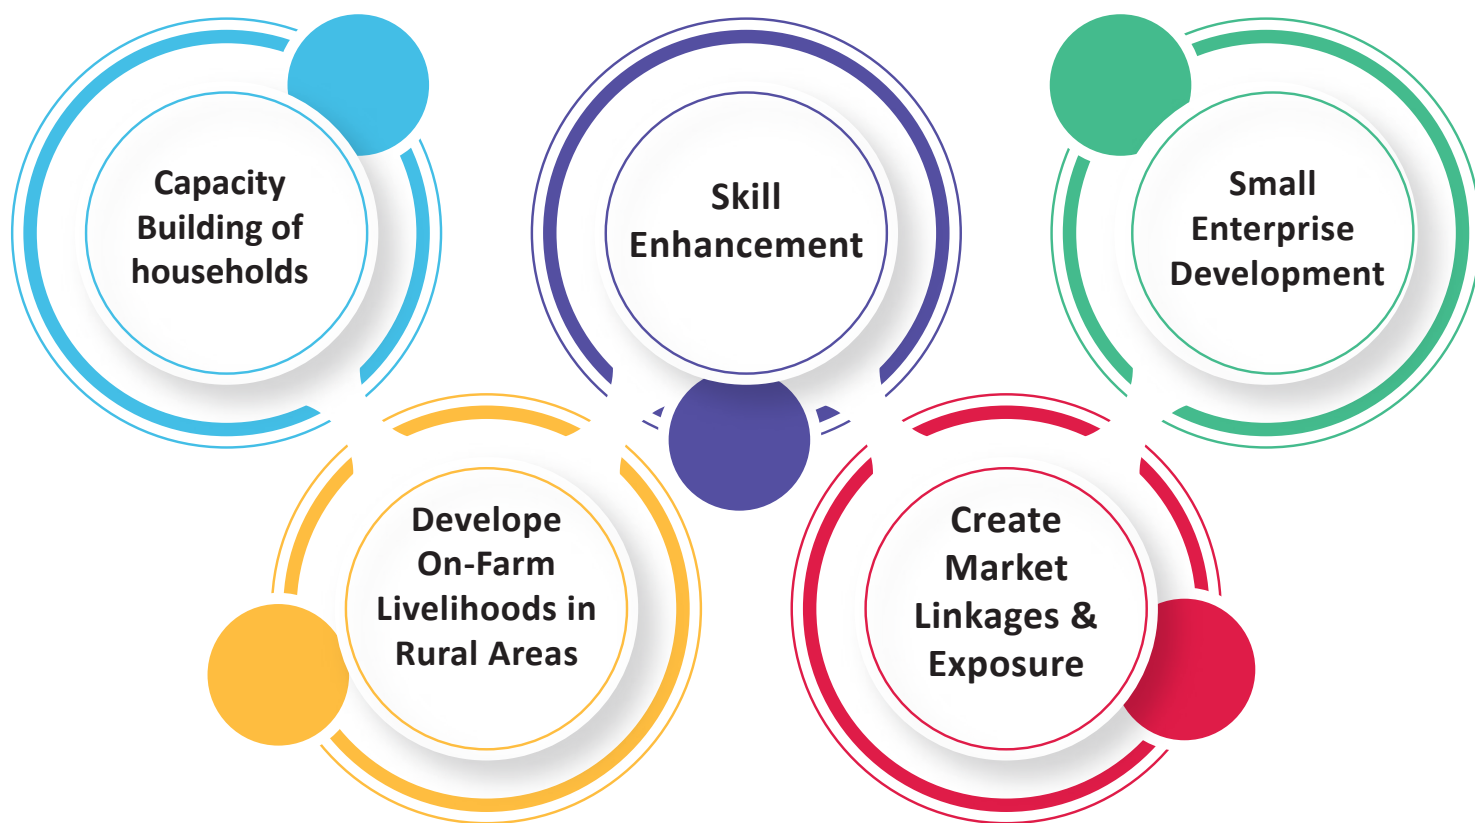 Capacity
Building of
households
Skill
Enhancement
Small
Enterprise
Development
Develope
On-Farm
Livelihoods in
Rural Areas
Create
Market
Linkages &
Exposure